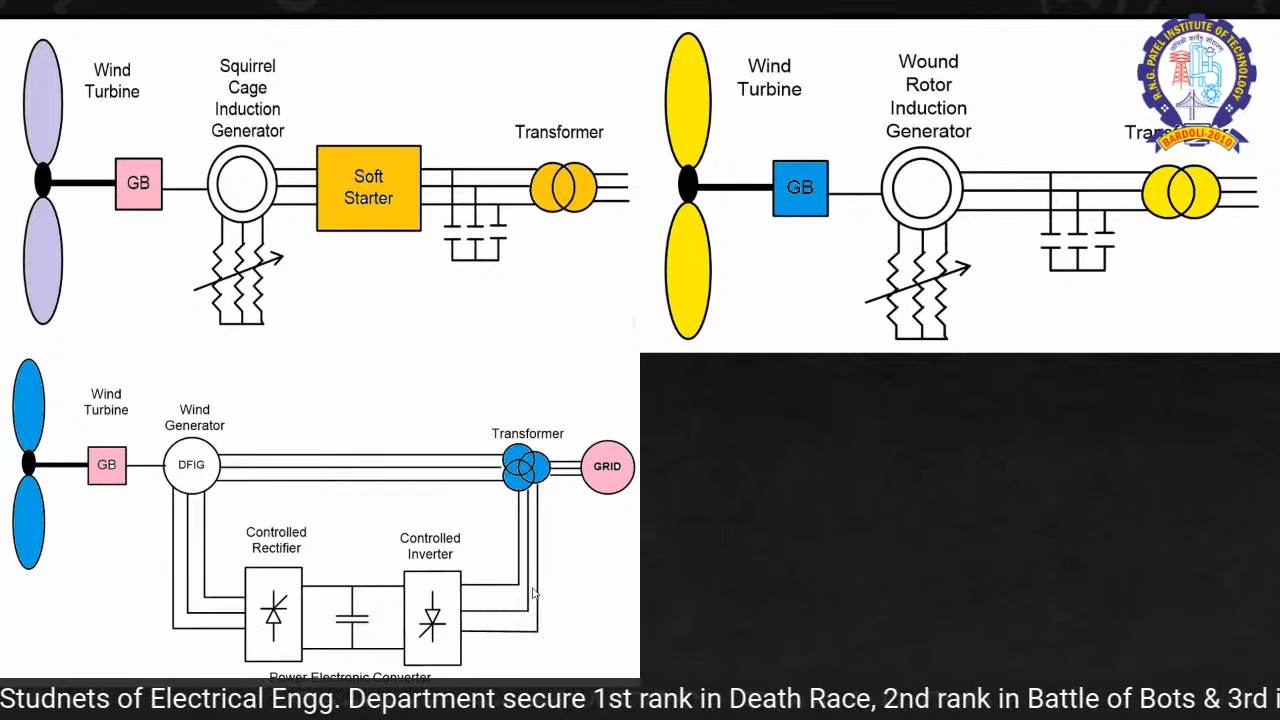 Wind
Turbine
GB
Squirrel
Cage
Induction
Generator
Soft
Starter
Transformer
Wind
Turbine
GB
Wound
Rotor
Induction
Generator
R.N.G. PATEL INSTITUTE OF TECHNOLOGY
BARDOLI-2010
Wind
Turbine
GB
Wind
Generator
DFIG
Transformer
GRID
Controlled
Rectifier
Controlled
Inverter
Power Electronic Converter
Studnets of Electrical Engg. Department secure 1st rank in Death Race, 2nd rank in Battle of Bots & 3rd i